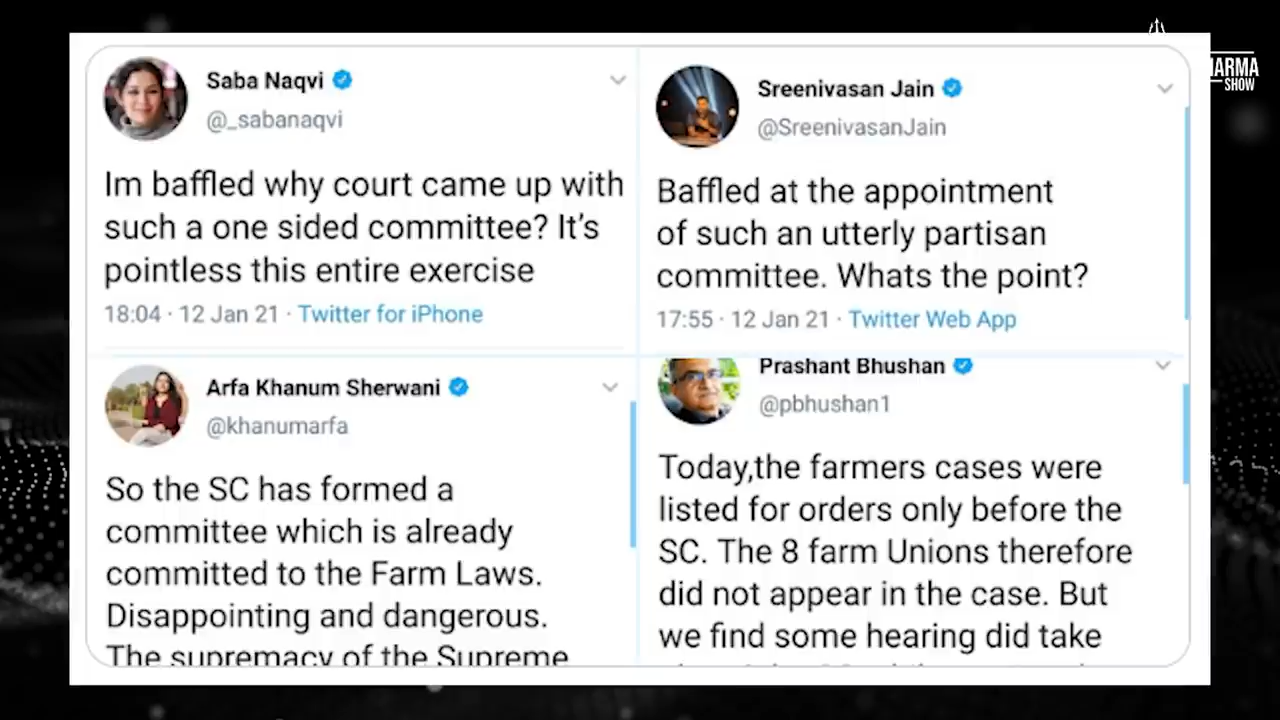 Saba Naqvi
@_sabanaqvi
Im baffled why court came up with
such a one sided committee? It's
pointless this entire exercise
18:04 · 12 Jan 21 · Twitter for iPhone
Sreenivasan Jain
@SreenivasanJain
Baffled at the appointment
of such an utterly partisan
committee. Whats the point?
17:55 · 12 Jan 21 · Twitter Web App
Arfa Khanum Sherwani
@khanumarfa
So the SC has formed a
committee which is already
committed to the Farm Laws.
Disappointing and dangerous.
The supremacy of the Supreme
Prashant Bhushan
@pbhushan1
Today,the farmers cases were
listed for orders only before the
SC. The 8 farm Unions therefore
did not appear in the case. But
we find some hearing did take
SHOW